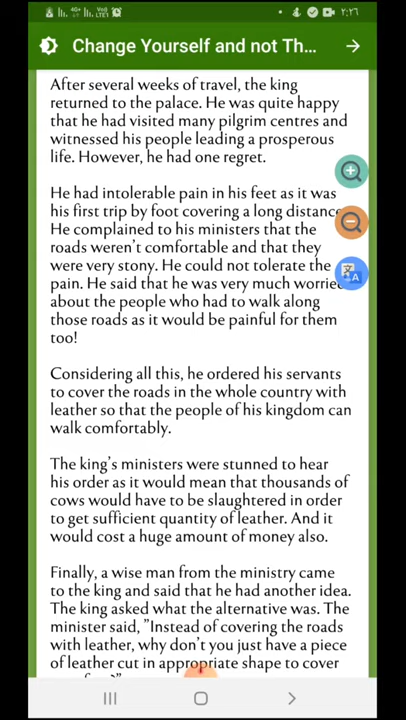 २:२६
Change Yourself and not Th...
After several weeks of travel, the king
returned to the palace. He was quite happy
that he had visited many pilgrim centres and
witnessed his people leading a prosperous
life. However, he had one regret.
He had intolerable pain in his feet as it was
his first trip by foot covering a long distance.
He complained to his ministers that the
roads weren't comfortable and that they
were very stony. He could not tolerate the
pain. He said that he was very much worried
about the people who had to walk along
those roads as it would be painful for them
too!
Considering all this, he ordered his servants
to cover the roads in the whole country with
leather so that the people of his kingdom can
walk comfortably.
The king's ministers were stunned to hear
his order as it would mean that thousands of
cows would have to be slaughtered in order
to get sufficient quantity of leather. And it
would cost a huge amount of money also.
Finally, a wise man from the ministry came
to the king and said that he had another idea.
The king asked what the alternative was. The
minister said, "Instead of covering the roads
with leather, why don't you just have a piece
of leather cut in appropriate shape to cover